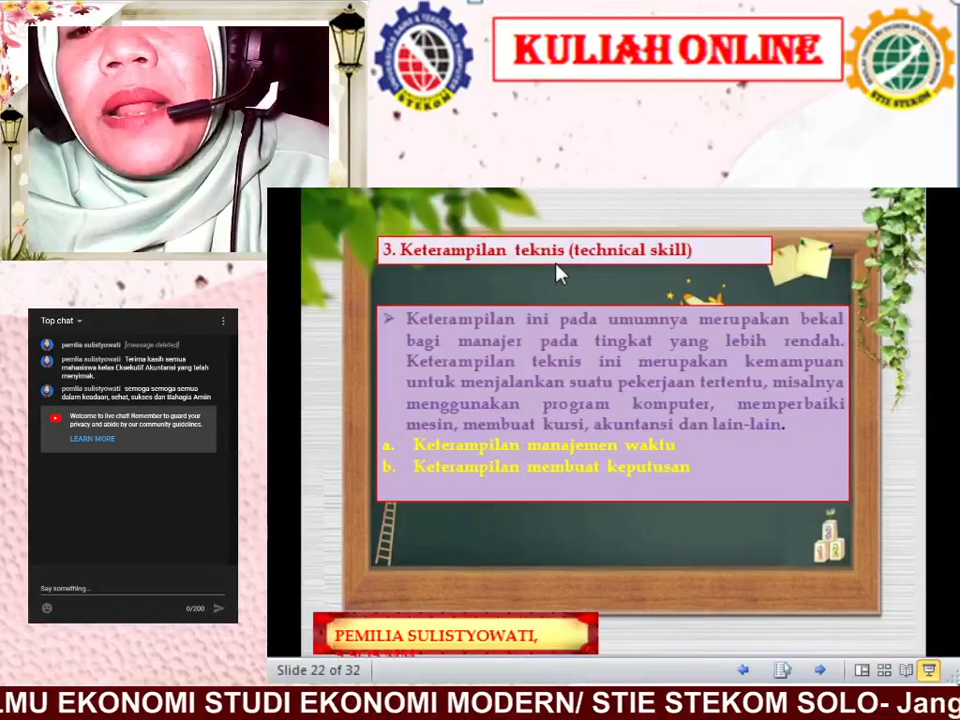 KULIAH ONLINE
STEKOM
STIE STEKOM
3. Keterampilan teknis (technical skill)
Keterampilan ini pada umumnya merupakan bekal
bagi manajer pada tingkat yang lebih rendah.
Keterampilan teknis ini merupakan kemampuan
untuk menjalankan suatu pekerjaan tertentu, misalnya
menggunakan program komputer, memperbaiki
mesin, membuat kursi, akuntansi dan lain-lain.
a. Keterampilan manajemen waktu
b. Keterampilan membuat keputusan
Top chat
pemlia sulistyowati [message deleted]
pemlia sulistyowati Terima kasih semua
mahasiswa kelas Eksekutif Akuntansi yang telah
menyimak.
pemlia sulistyowati semoga semoga semua
dalam keadaan, sehat, sukses dan Bahagia Amiin
Welcome to live chat! Remember to guard your
privacy and abide by our community guidelines.
LEARN MORE
Say something...
0/200
PEMILIA SULISTYOWATI,
Slide 22 of 32
LMU EKONOMI STUDI EKONOMI MODERN/ STIE STEKOM SOLO- Jang